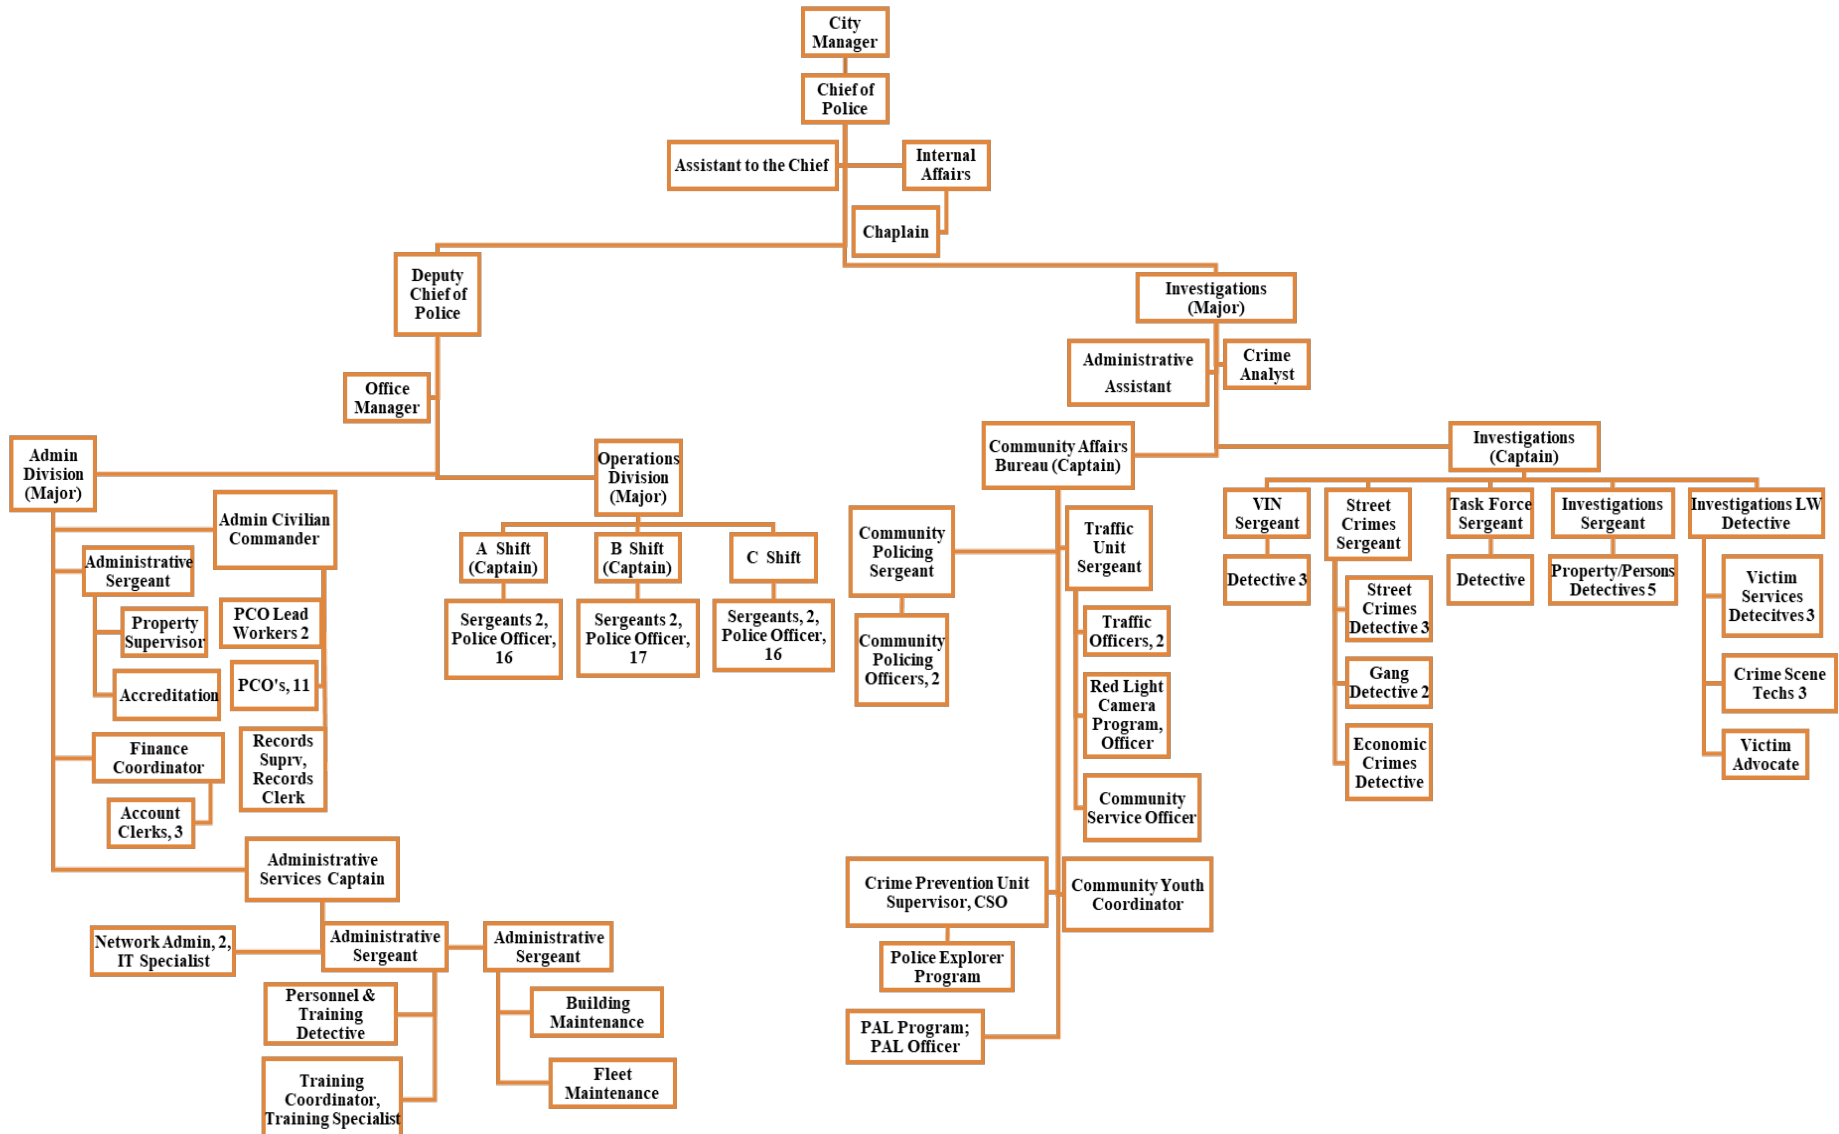 City
Manager
Chief of
Police
Assistant to the Chief
Internal
Affairs
Chaplain
Deputy
Chief of
Police
Investigations
(Major)
Office
Manager
Administrative
Assistant
Crime
Analyst
Admin
Division
(Major)
Operations
Division
(Major)
Community Affairs
Bureau (Captain)
Investigations
(Captain)
Admin Civilian
Commander
Administrative
Sergeant
Property
Supervisor
Accreditation
PCO Lead
Workers 2
PCO's, 11
Records
Suprv,
Records
Clerk
Finance
Coordinator
Account
Clerks, 3
Administrative
Services Captain
Network Admin, 2,
IT Specialist
Administrative
Sergeant
Administrative
Sergeant
Personnel &
Training
Detective
Training
Coordinator,
Training Specialist
Building
Maintenance
Fleet
Maintenance
A Shift
(Captain)
B Shift
(Captain)
C Shift
Sergeants 2,
Police Officer,
16
Sergeants 2,
Police Officer,
17
Sergeants, 2,
Police Officer,
16
Community
Policing
Sergeant
Community
Policing
Officers, 2
Traffic
Unit
Sergeant
Traffic
Officers, 2
Red Light
Camera
Program,
Officer
Community
Service Officer
Crime Prevention Unit
Supervisor, CSO
Community Youth
Coordinator
Police Explorer
Program
PAL Program;
PAL Officer
VIN
Sergeant
Detective 3
Street
Crimes
Sergeant
Street
Crimes
Detective 3
Gang
Detective 2
Economic
Crimes
Detective
Task Force
Sergeant
Detective
Investigations
Sergeant
Property/Persons
Detectives 5
Investigations LW
Detective
Victim
Services
Detecitves 3
Crime Scene
Techs 3
Victim
Advocate